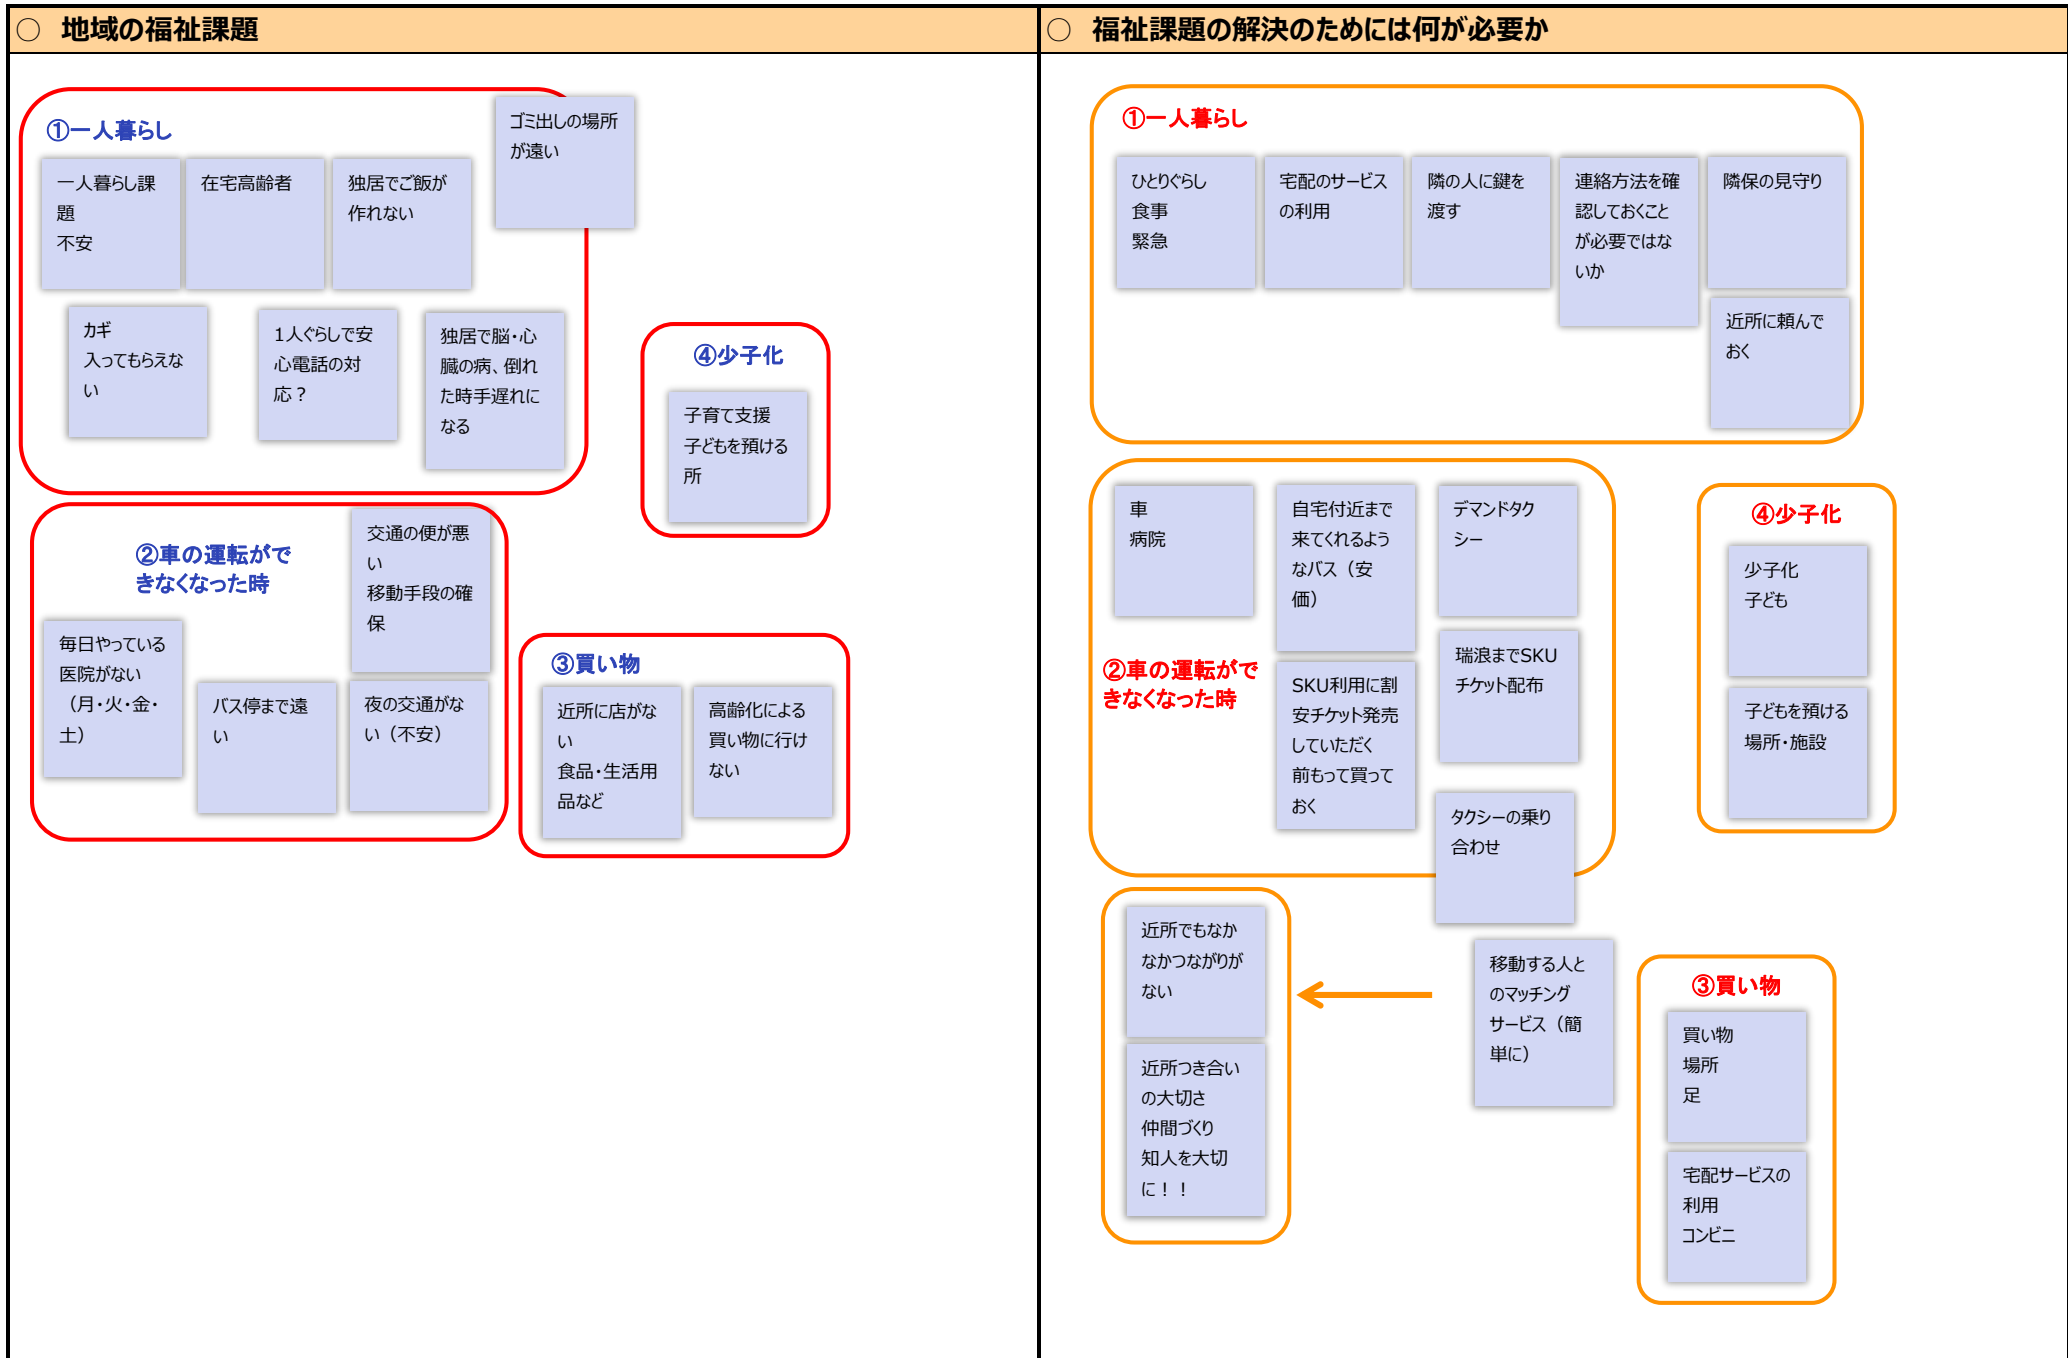 ○ 地域の福祉課題
①一人暮らし
ゴミ出しの場所
が遠い
一人暮らし課
題
不安
在宅高齢者
独居でご飯が
作れない
カギ
入ってもらえな
い
1人ぐらしで安
心電話の対
応？
独居で脳・心
臓の病、倒れ
た時手遅れに
なる
④少子化
子育て支援
子どもを預ける
所
②車の運転がで
きなくなった時
交通の便が悪
い
移動手段の確
保
毎日やっている
医院がない
（月・火・金・
土）
バス停まで遠
い
夜の交通がな
い（不安）
③買い物
近所に店がな
い
食品・生活用
品など
高齢化による
買い物に行け
ない
○ 福祉課題の解決のためには何が必要か
①一人暮らし
ひとりぐらし
食事
緊急
宅配のサービス
の利用
隣の人に鍵を
渡す
連絡方法を確
認しておくこと
が必要ではな
いか
隣保の見守り
近所に頼んで
おく
車
病院
自宅付近まで
来てくれるよう
なバス（安
価）
デマンドタク
シー
②車の運転がで
きなくなった時
SKU利用に割
安チケット発売
していただく
前もって買って
おく
瑞浪までSKU
チケット配布
タクシーの乗り
合わせ
④少子化
少子化
子ども
子どもを預ける
場所・施設
近所でもなか
なかつながりが
ない
近所つき合い
の大切さ
仲間づくり
知人を大切
に！！
移動する人と
のマッチング
サービス（簡
単に）
③買い物
買い物
場所
足
宅配サービスの
利用
コンビニ